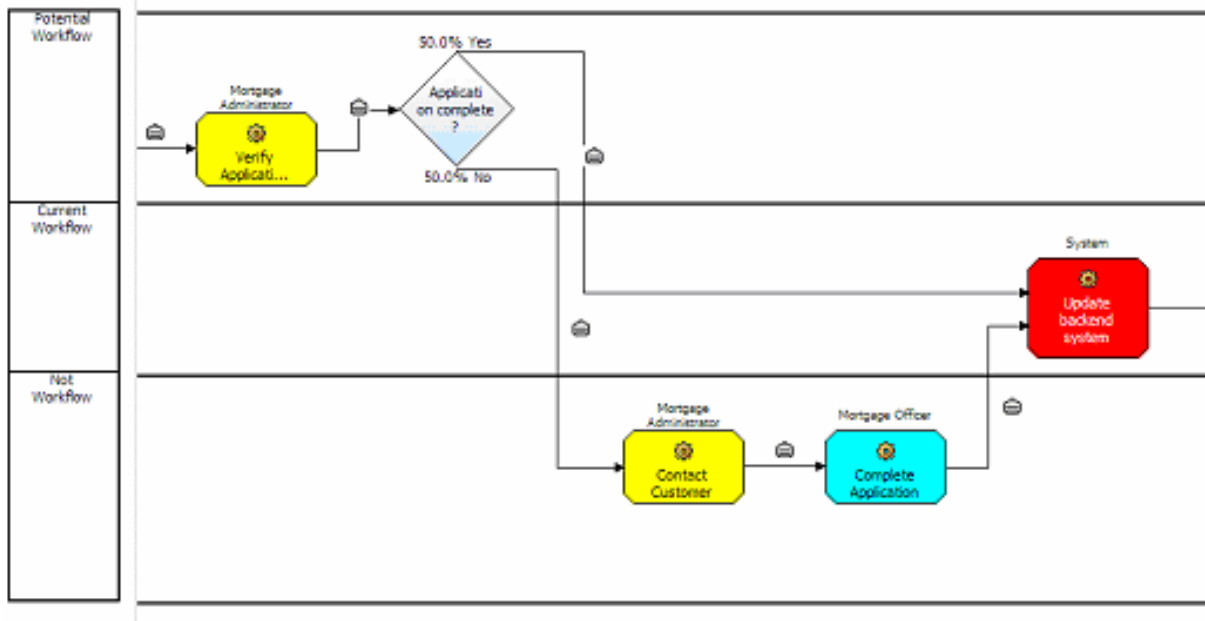 Potential
Workflow
50.0% Yes
Mortgage
Administrator
Applicati
on complete
?
Verify
Applicati...
50.0% No
Current
Workflow
System
Update
backend
system
Not
Workflow
Mortgage
Administrator
Mortgage Officer
Contact
Customer
Complete
Application